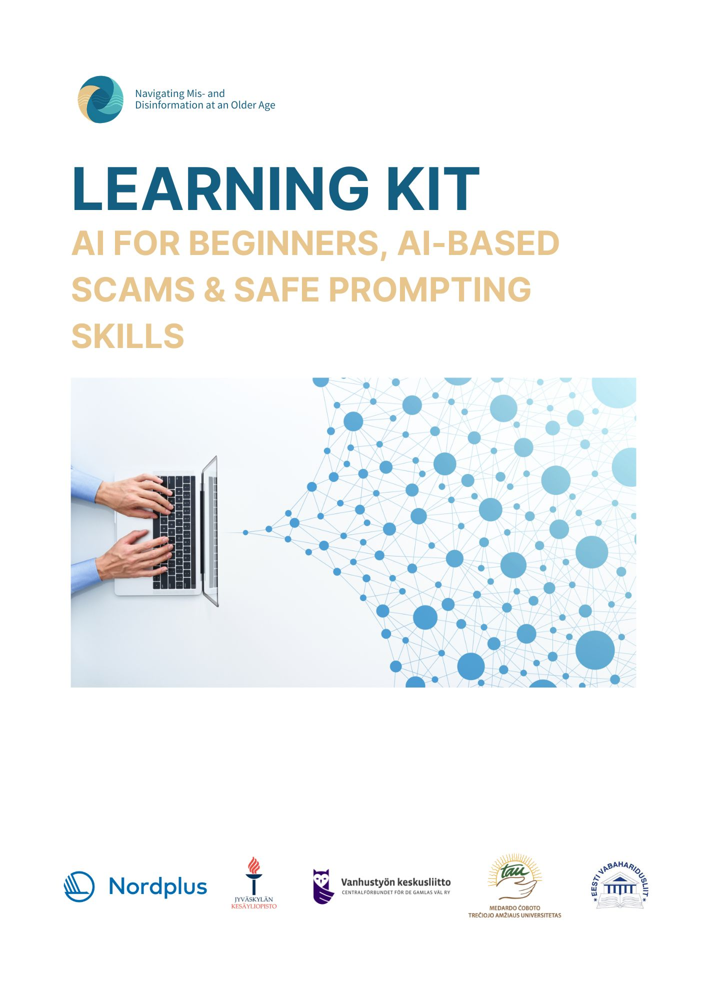 Navigating Mis- and
Disinformation at an Older Age
LEARNING KIT
AI FOR BEGINNERS, AI-BASED
SCAMS & SAFE PROMPTING
SKILLS
Nordplus
JYVÄSKYLÄN
KESÄYLIOPISTO
Vanhustyön keskusliitto
CENTRALFÖRBUNDET FÖR DE GAMLAS VÄL RY
tau
MEDARDO ČOBOTO
TREČIOJO AMŽIAUS UNIVERSITETAS
* EESTI VABAHARIDUSLIIT *